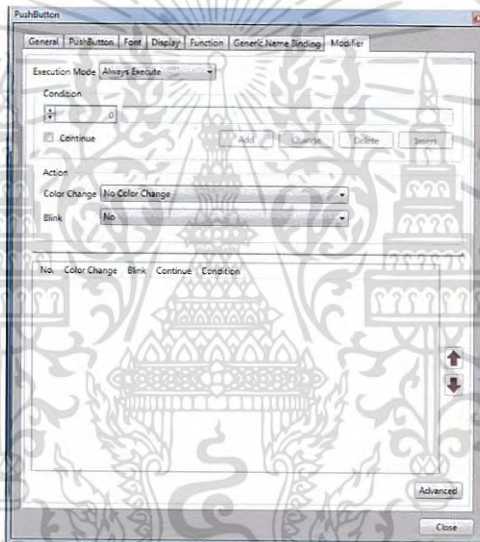 PushButton
General PushButton Font Display Function Generic Name Binding Modifier
Execution Mode Always Execute
Condition
0
Continue Add Change Delete Insert
Action
Color Change No Color Change
Blink No
No. Color Change Blink Continue Condition
Advanced
Close